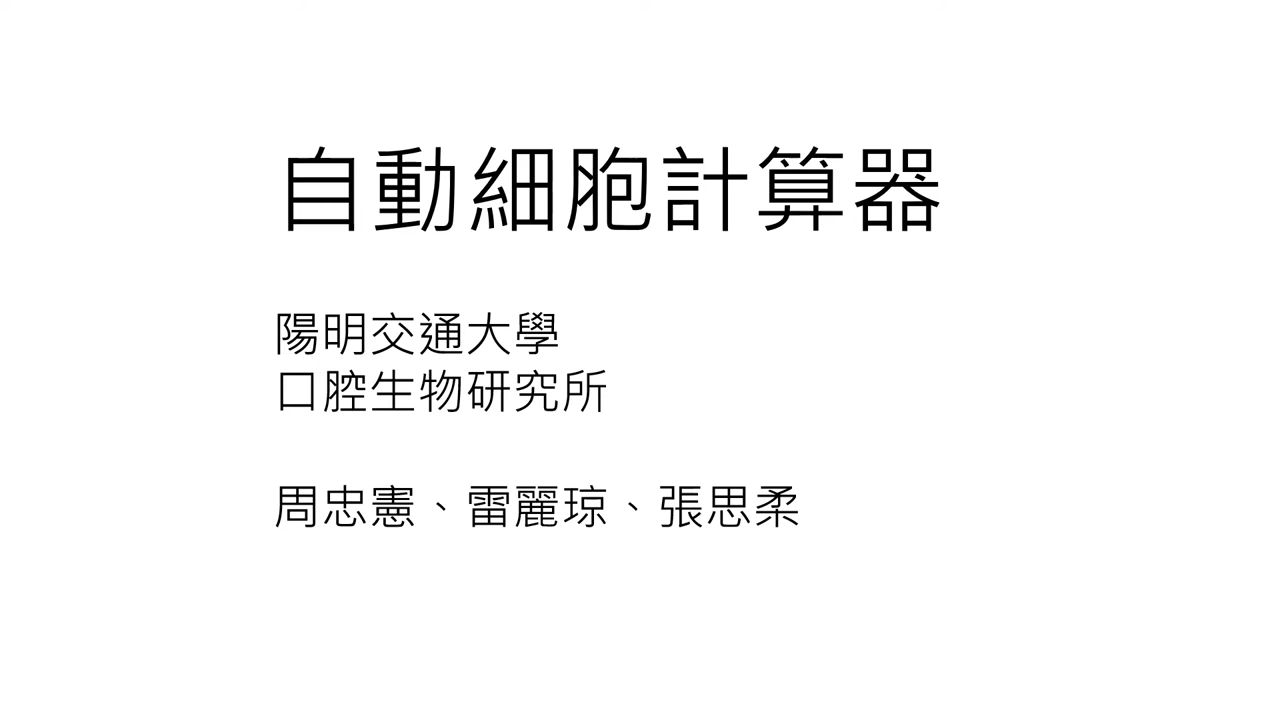 自動細胞計算器
陽明交通大學
口腔生物研究所
周忠憲、雷麗琼、張思柔